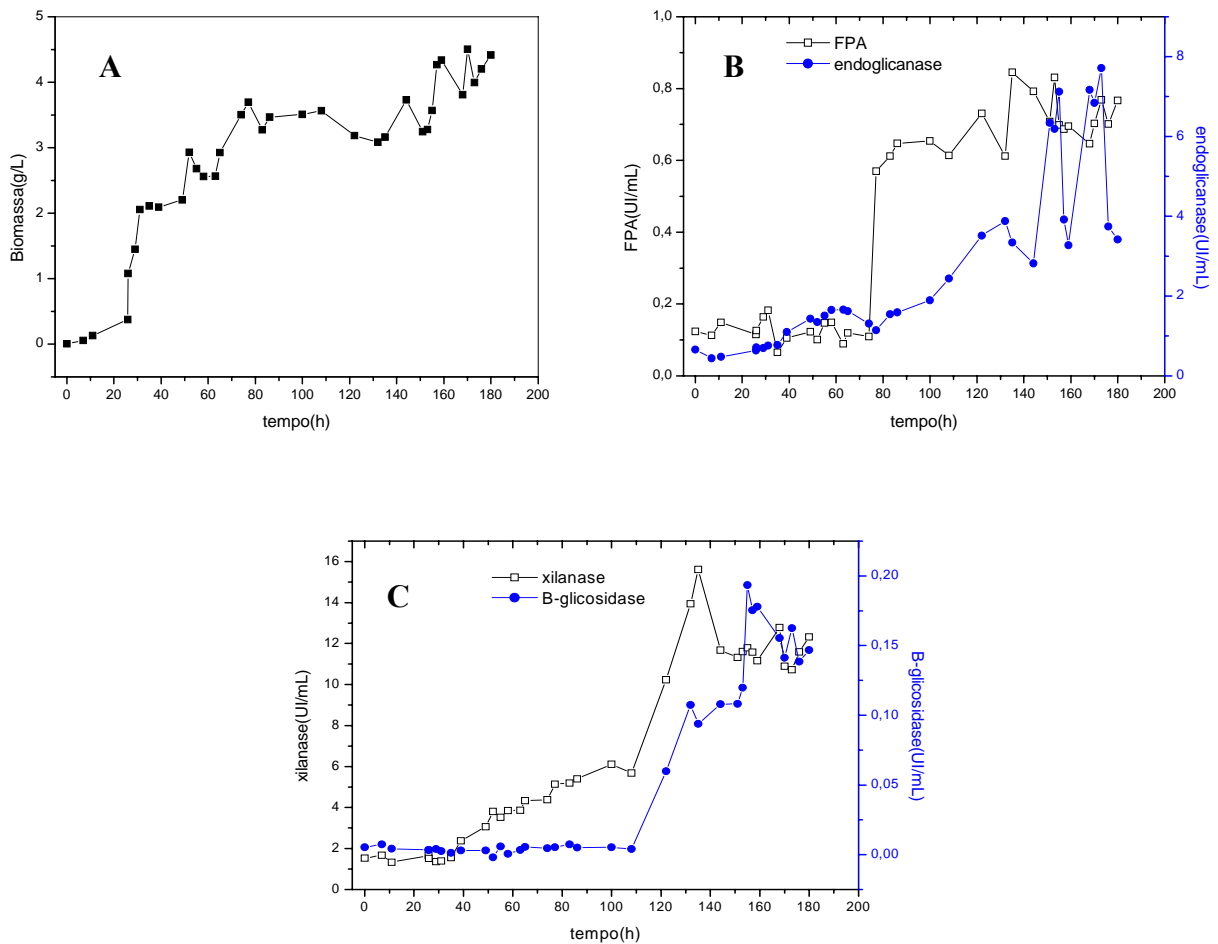 A
Biomassa(g/L)
5
4
3
2
1
0
0 20 40 60 80 100 120 140 160 180 200
tempo(h)
B
FPA
endoglicanase
FPA(UI/mL)
1,0
0,8
0,6
0,4
0,2
0,0
endoglicanase(UI/mL)
8
6
4
2
0
0 20 40 60 80 100 120 140 160 180 200
tempo(h)
C
xilanase
B-glicosidase
xilanase(UI/mL)
16
14
12
10
8
6
4
2
0
B-glicosidase(UI/mL)
0,20
0,15
0,10
0,05
0,00
0 20 40 60 80 100 120 140 160 180 200
tempo(h)